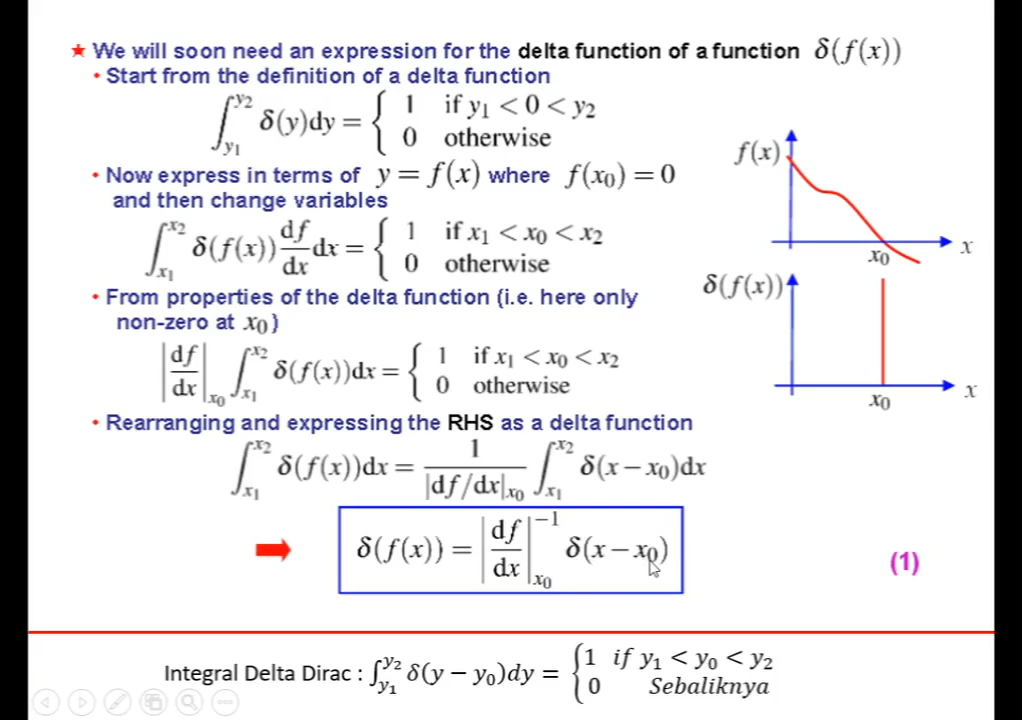 ★ We will soon need an expression for the delta function of a function δ(f(x))
• Start from the definition of a delta function
∫_{y₁}^{y₂} δ(y)dy = { 1 if y₁ < 0 < y₂
0 otherwise
• Now express in terms of y = f(x) where f(x₀) = 0
and then change variables
∫_{x₁}^{x₂} δ(f(x)) df/dx dx = { 1 if x₁ < x₀ < x₂
0 otherwise
• From properties of the delta function (i.e. here only
non-zero at x₀)
|df/dx|_{x₀} ∫_{x₁}^{x₂} δ(f(x))dx = { 1 if x₁ < x₀ < x₂
0 otherwise
• Rearranging and expressing the RHS as a delta function
∫_{x₁}^{x₂} δ(f(x))dx = 1/|df/dx|_{x₀} ∫_{x₁}^{x₂} δ(x − x₀)dx
δ(f(x)) = |df/dx|_{x₀}^{−1} δ(x − x₀)
(1)
f(x)
x₀
x
δ(f(x))
x₀
x
Integral Delta Dirac : ∫_{y₁}^{y₂} δ(y − y₀)dy = { 1 if y₁ < y₀ < y₂
0 Sebaliknya